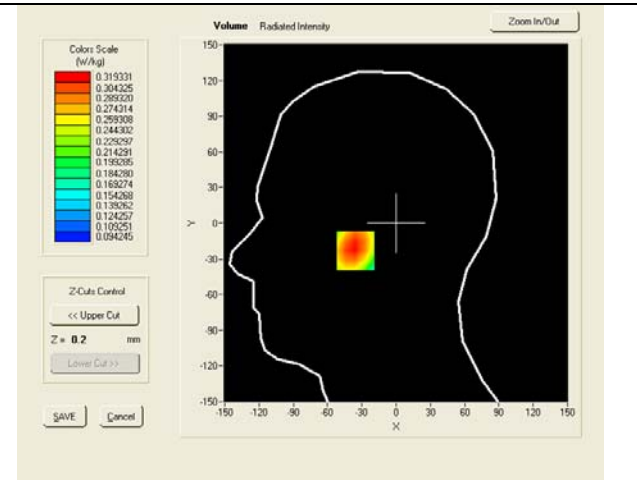 Volume Radiated Intensity
Zoom In/Out
Colors Scale
(W/kg)
0.319331
0.304325
0.289320
0.274314
0.259308
0.244302
0.229297
0.214291
0.199285
0.184280
0.169274
0.154268
0.139262
0.124257
0.109251
0.094245
Z-Cuts Control
<< Upper Cut
Z = 0.2 mm
Lower Cut >>
SAVE Cancel
150
120
90
60
30
0
-30
-60
-90
-120
-150
Y
-150 -120 -90 -60 -30 0 30 60 90 120 150
X